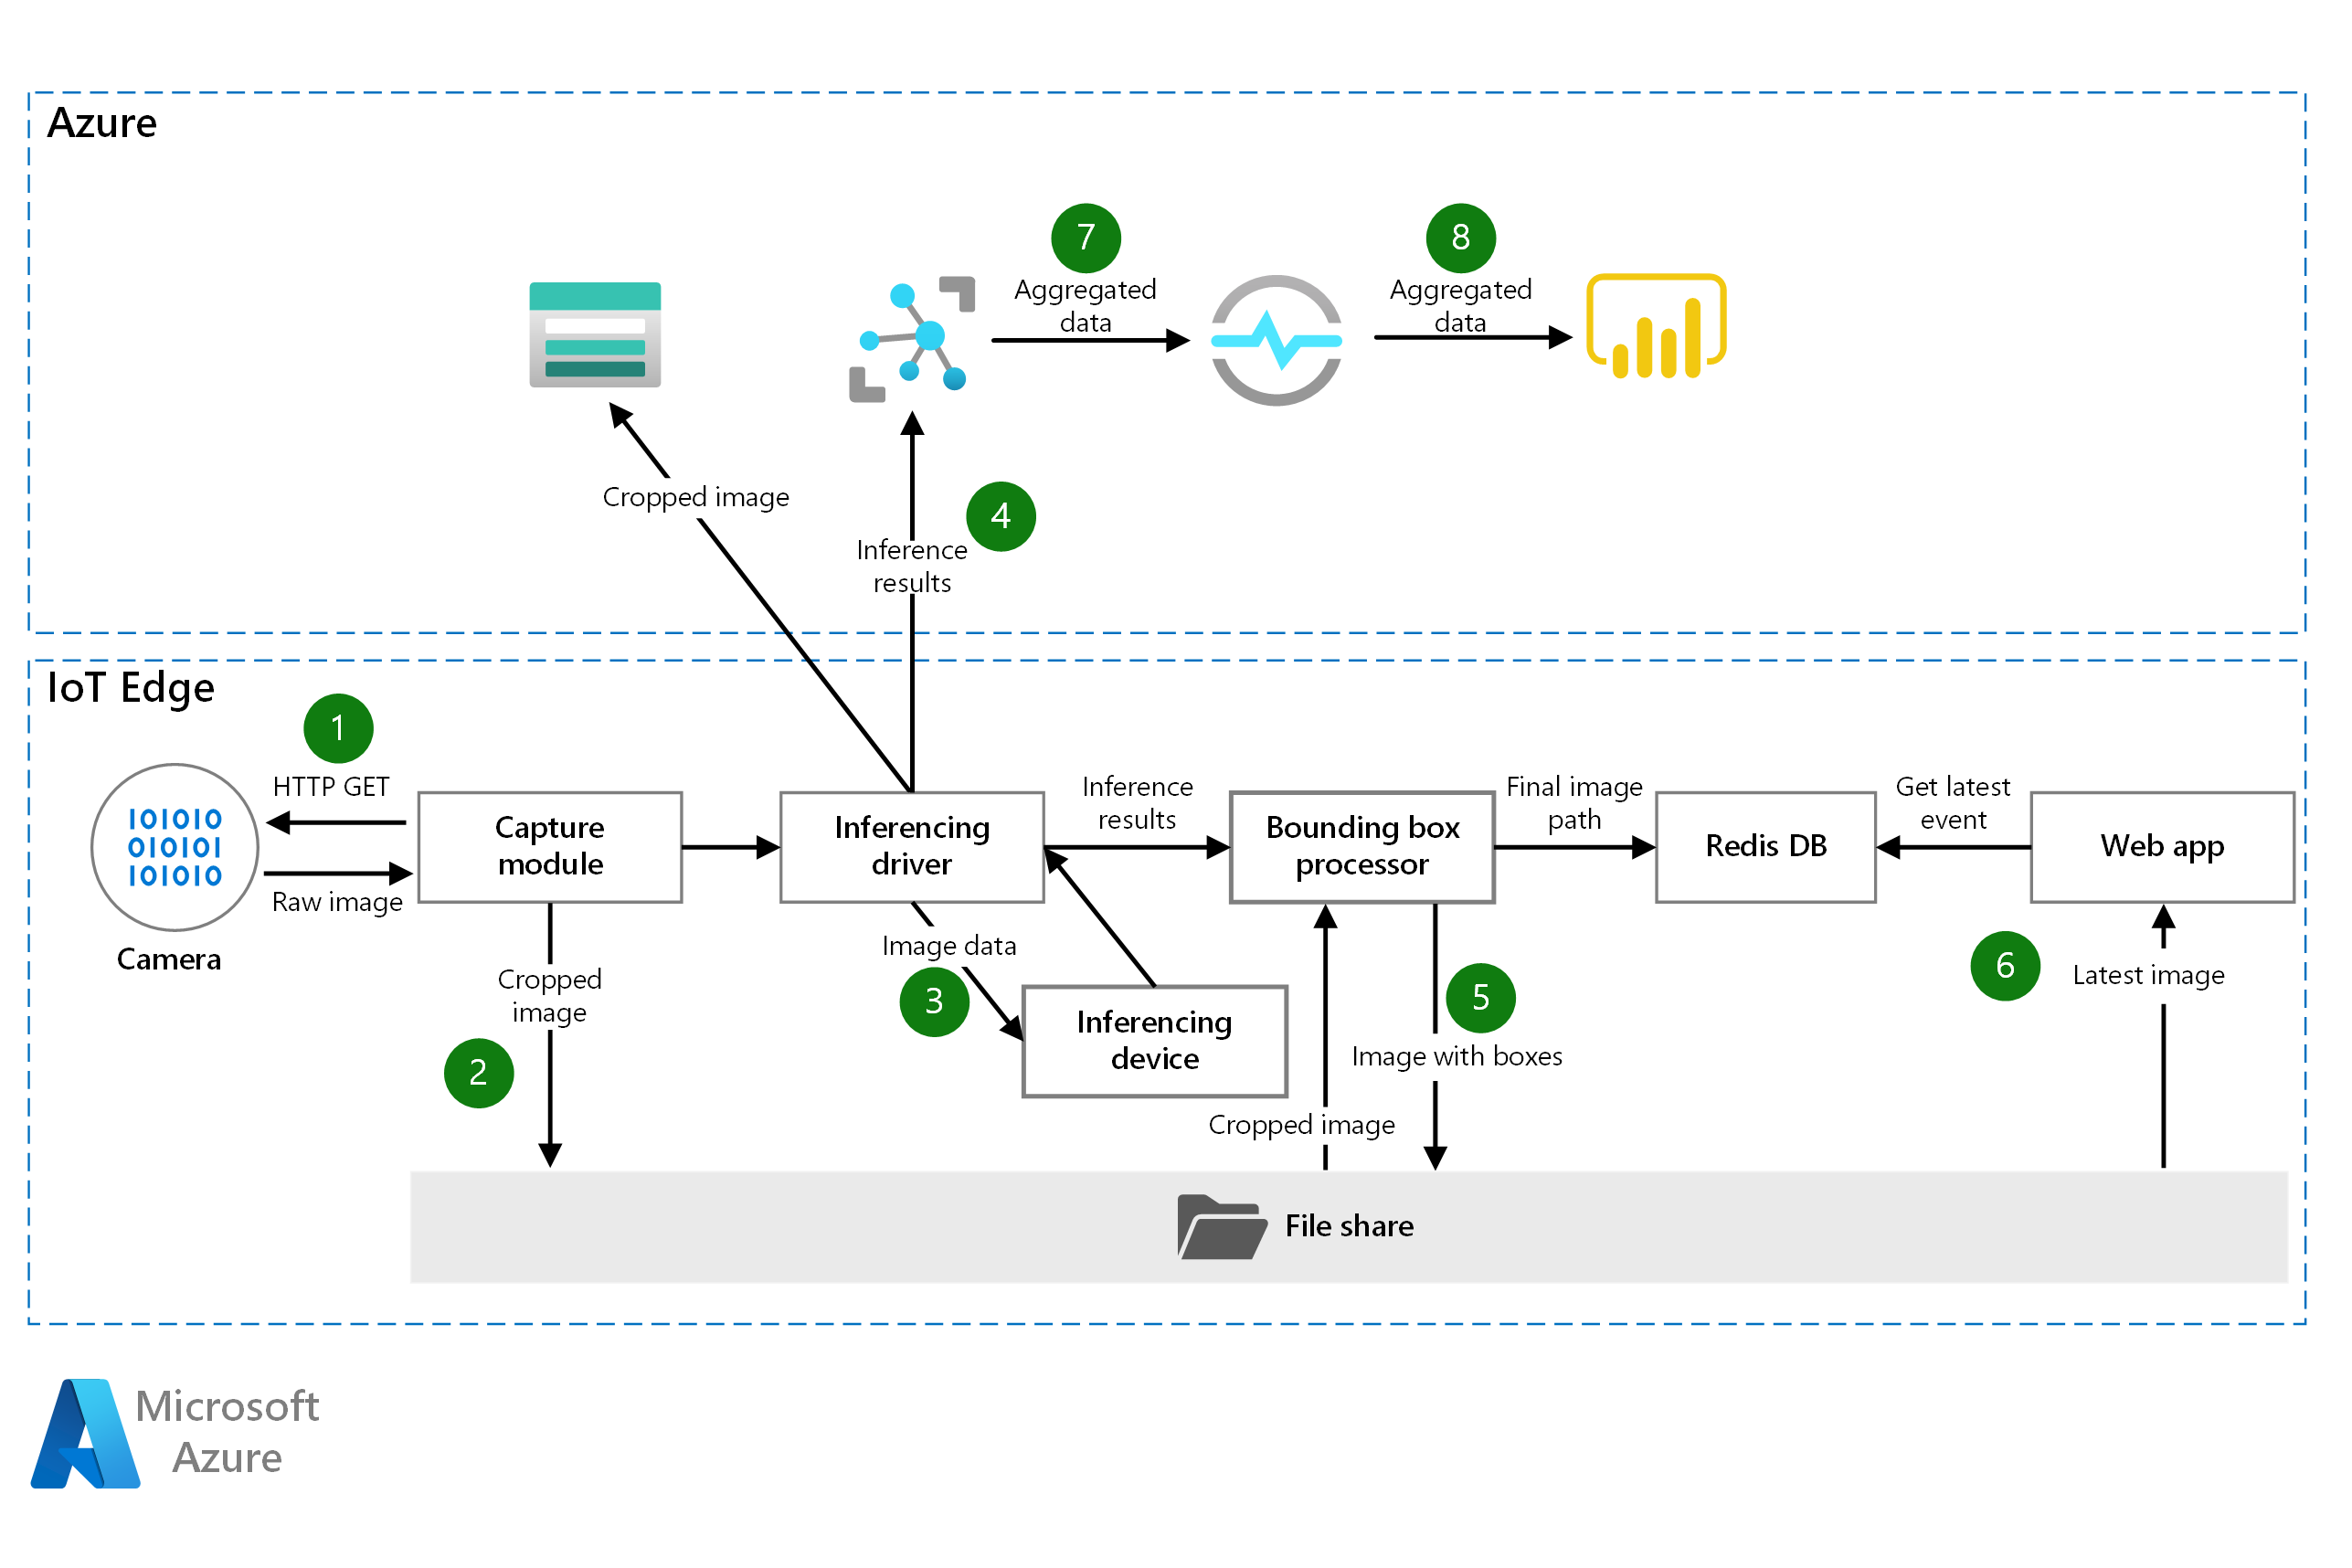 Azure
7
Aggregated
data
8
Aggregated
data
Cropped image
4
Inference
results
IoT Edge
1
HTTP GET
Raw image
IOIOIO
OIOIOI
IOIOIO
Camera
Capture
module
Inferencing
driver
Inference
results
Bounding box
processor
Final image
path
Redis DB
Get latest
event
Web app
Cropped
image
2
Image data
3
Inferencing
device
Cropped image
5
Image with boxes
6
Latest image
File share
Microsoft
Azure